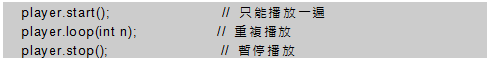 player.start(); // 只能播放一遍
player.loop(int n); // 重複播放
player.stop(); // 暫停播放